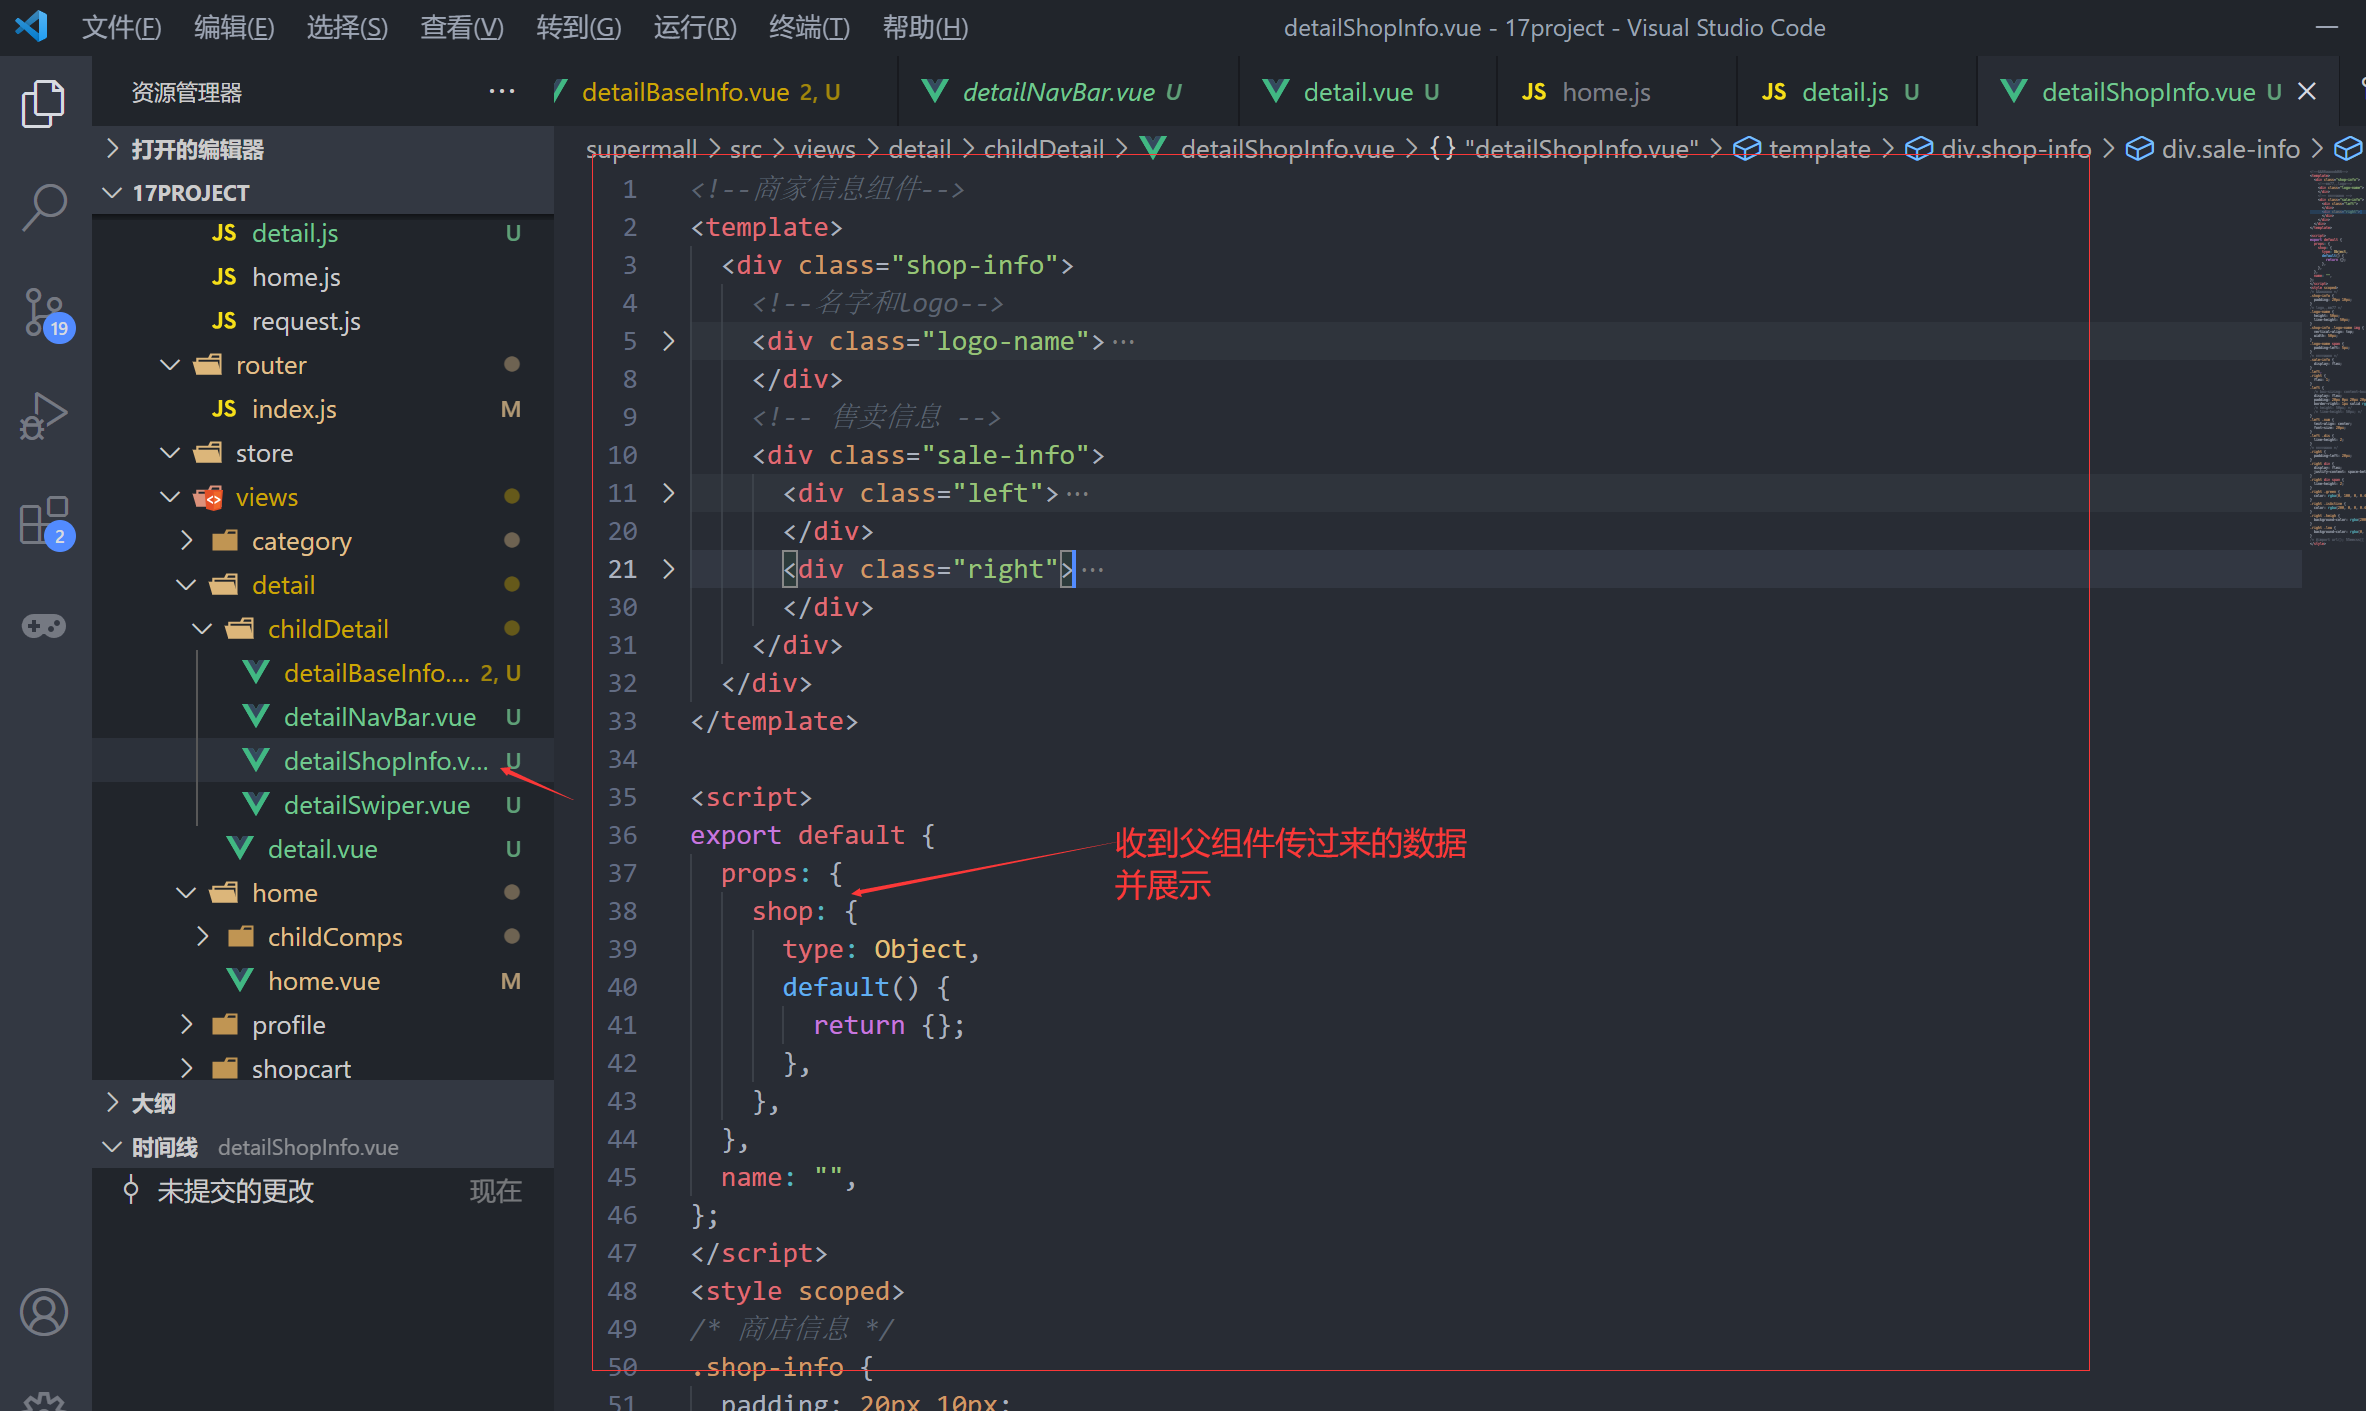 文件(F) 编辑(E) 选择(S) 查看(V) 转到(G) 运行(R) 终端(T) 帮助(H) detailShopInfo.vue - 17project - Visual Studio Code
资源管理器 ···
detailBaseInfo.vue 2, U
detailNavBar.vue U
detail.vue U
JS home.js
JS detail.js U
detailShopInfo.vue U
打开的编辑器
17PROJECT
JS detail.js U
JS home.js
JS request.js
router
JS index.js M
store
views
category
detail
childDetail
detailBaseInfo.... 2, U
detailNavBar.vue U
detailShopInfo.v... U
detailSwiper.vue U
detail.vue U
home
childComps
home.vue M
profile
shopcart
大纲
时间线 detailShopInfo.vue
未提交的更改 现在
19
2
supermall > src > views > detail > childDetail > detailShopInfo.vue > {} "detailShopInfo.vue" > template > div.shop-info > div.sale-info >
1 <!--商家信息组件-->
2 <template>
3 <div class="shop-info">
4 <!--名字和Logo-->
5 <div class="logo-name">···
8 </div>
9 <!-- 售卖信息 -->
10 <div class="sale-info">
11 <div class="left">···
20 </div>
21 <div class="right">···
30 </div>
31 </div>
32 </div>
33 </template>
34
35 <script>
36 export default {
37 props: {
38 shop: {
39 type: Object,
40 default() {
41 return {};
42 },
43 },
44 },
45 name: "",
46 };
47 </script>
48 <style scoped>
49 /* 商店信息 */
50 .shop-info {
51 padding: 20px 10px;
收到父组件传过来的数据
并展示